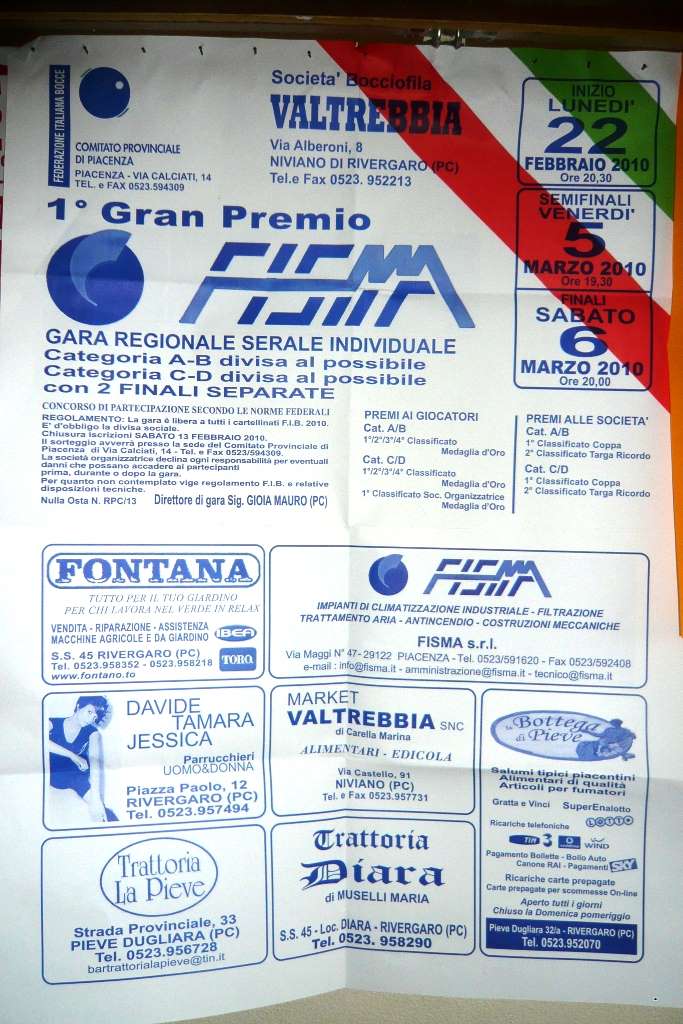 FEDERAZIONE ITALIANA BOCCE
COMITATO PROVINCIALE
DI PIACENZA
PIACENZA - VIA CALCIATI, 14
TEL. e FAX 0523.594309
Societa' Bocciofila
VALTREBBIA
Via Alberoni, 8
NIVIANO DI RIVERGARO (PC)
Tel.e Fax 0523. 952213
INIZIO
LUNEDI'
22
FEBBRAIO 2010
Ore 20,30
SEMIFINALI
VENERDI'
5
MARZO 2010
Ore 19,30
FINALI
SABATO
6
MARZO 2010
Ore 20,00
1° Gran Premio
FISMA
GARA REGIONALE SERALE INDIVIDUALE
Categoria A-B divisa al possibile
Categoria C-D divisa al possibile
con 2 FINALI SEPARATE
CONCORSO DI PARTECIPAZIONE SECONDO LE NORME FEDERALI
REGOLAMENTO: La gara è libera a tutti i cartellinati F.I.B. 2010.
E' d'obbligo la divisa sociale.
Chiusura iscrizioni SABATO 13 FEBBRAIO 2010.
Il sorteggio avverrà presso la sede del Comitato Provinciale di
Piacenza di Via Calciati, 14 - Tel. e Fax 0523/594309.
La società organizzatrice declina ogni responsabilità per eventuali
danni che possano accadere ai partecipanti
prima, durante o dopo la gara.
Per quanto non contemplato vige regolamento F.I.B. e relative
disposizioni tecniche.
Nulla Osta N. RPC/13 Direttore di gara Sig. GIOIA MAURO (PC)
PREMI AI GIOCATORI
Cat. A/B
1°/2°/3°/4° Classificato
Medaglia d'Oro
Cat. C/D
1°/2°/3°/4° Classificato
Medaglia d'Oro
1° Classificato Soc. Organizzatrice
Medaglia d'Oro
PREMI ALLE SOCIETA'
Cat. A/B
1° Classificato Coppa
2° Classificato Targa Ricordo
Cat. C/D
1° Classificato Coppa
2° Classificato Targa Ricordo
FONTANA
TUTTO PER IL TUO GIARDINO
PER CHI LAVORA NEL VERDE IN RELAX
VENDITA - RIPARAZIONE - ASSISTENZA
MACCHINE AGRICOLE E DA GIARDINO
IBEA
S.S. 45 RIVERGARO (PC)
Tel. 0523.958352 - 0523.958218
www.fontano.to
TORO
FISMA
IMPIANTI DI CLIMATIZZAZIONE INDUSTRIALE - FILTRAZIONE
TRATTAMENTO ARIA - ANTINCENDIO - COSTRUZIONI MECCANICHE
FISMA s.r.l.
Via Maggi N° 47- 29122 PIACENZA - Tel. 0523/591620 - Fax 0523/592408
e-mail : info@fisma.it - amministrazione@fisma.it - tecnico@fisma.it
DAVIDE
TAMARA
JESSICA
Parrucchieri
UOMO&DONNA
Piazza Paolo, 12
RIVERGARO (PC)
Tel. 0523.957494
MARKET
VALTREBBIA SNC
di Carella Marina
ALIMENTARI - EDICOLA
Via Castello, 91
NIVIANO (PC)
Tel. e Fax 0523.957731
la Bottega
di Pieve
Salumi tipici piacentini
Alimentari di qualità
Articoli per fumatori
Gratta e Vinci SuperEnalotto
LOTTO
Ricariche telefoniche
TIM 3 vodafone WIND
Pagamento Bollette - Bollo Auto
Canone RAI - Pagamenti SKY
Ricariche carte prepagate
Carte prepagate per scommesse On-line
Aperto tutti i giorni
Chiuso la Domenica pomeriggio
Pieve Dugliara 32/a - RIVERGARO (PC)
Tel. 0523.952070
Trattoria
La Pieve
Strada Provinciale, 33
PIEVE DUGLIARA (PC)
Tel. 0523.956728
bartrattorialapieve@tin.it
Trattoria
Diara
di MUSELLI MARIA
S.S. 45 - Loc. DIARA - RIVERGARO (PC)
Tel. 0523. 958290